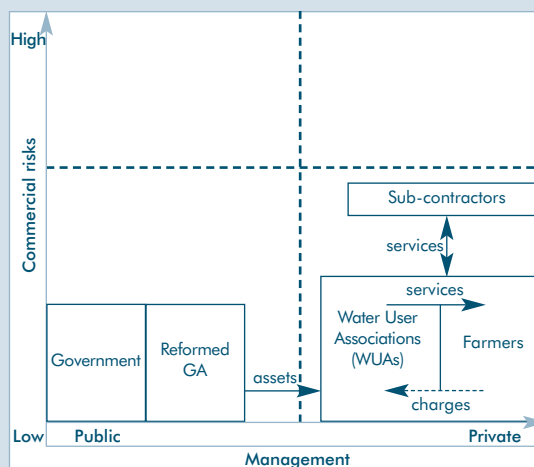 High
Commercial risks
Sub-contractors
services
services
Water User
Associations
(WUAs)
Farmers
Government
Reformed
GA
assets
charges
Low
Public
Private
Management